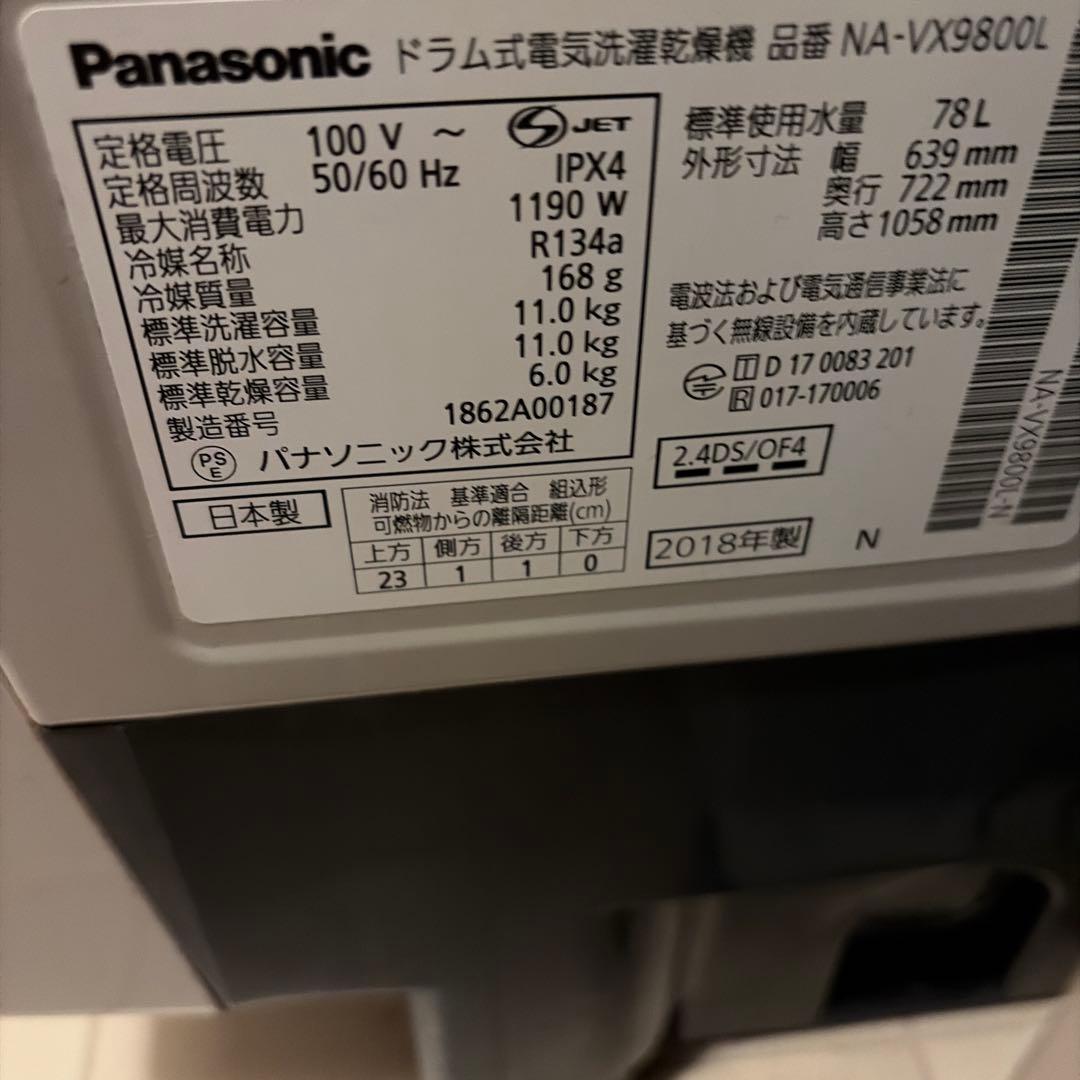 Panasonic ドラム式電気洗濯乾燥機 品番 NA-VX9800L
定格電圧 100 V ～ S JET
定格周波数 50/60 Hz IPX4
最大消費電力 1190 W
冷媒名称 R134a
冷媒質量 168 g
標準洗濯容量 11.0 kg
標準脱水容量 11.0 kg
標準乾燥容量 6.0 kg
製造番号 1862A00187
PSE パナソニック株式会社
日本製
消防法 基準適合 組込形
可燃物からの離隔距離(cm)
上方 側方 後方 下方
23 1 1 0
標準使用水量 78 L
外形寸法 幅 639 mm
奥行 722 mm
高さ 1058 mm
電波法および電気通信事業法に
基づく無線設備を内蔵しています。
T D 17 0083 201
R 017-170006
2.4DS/OF4
2018年製 N
NA-VX9800L-N